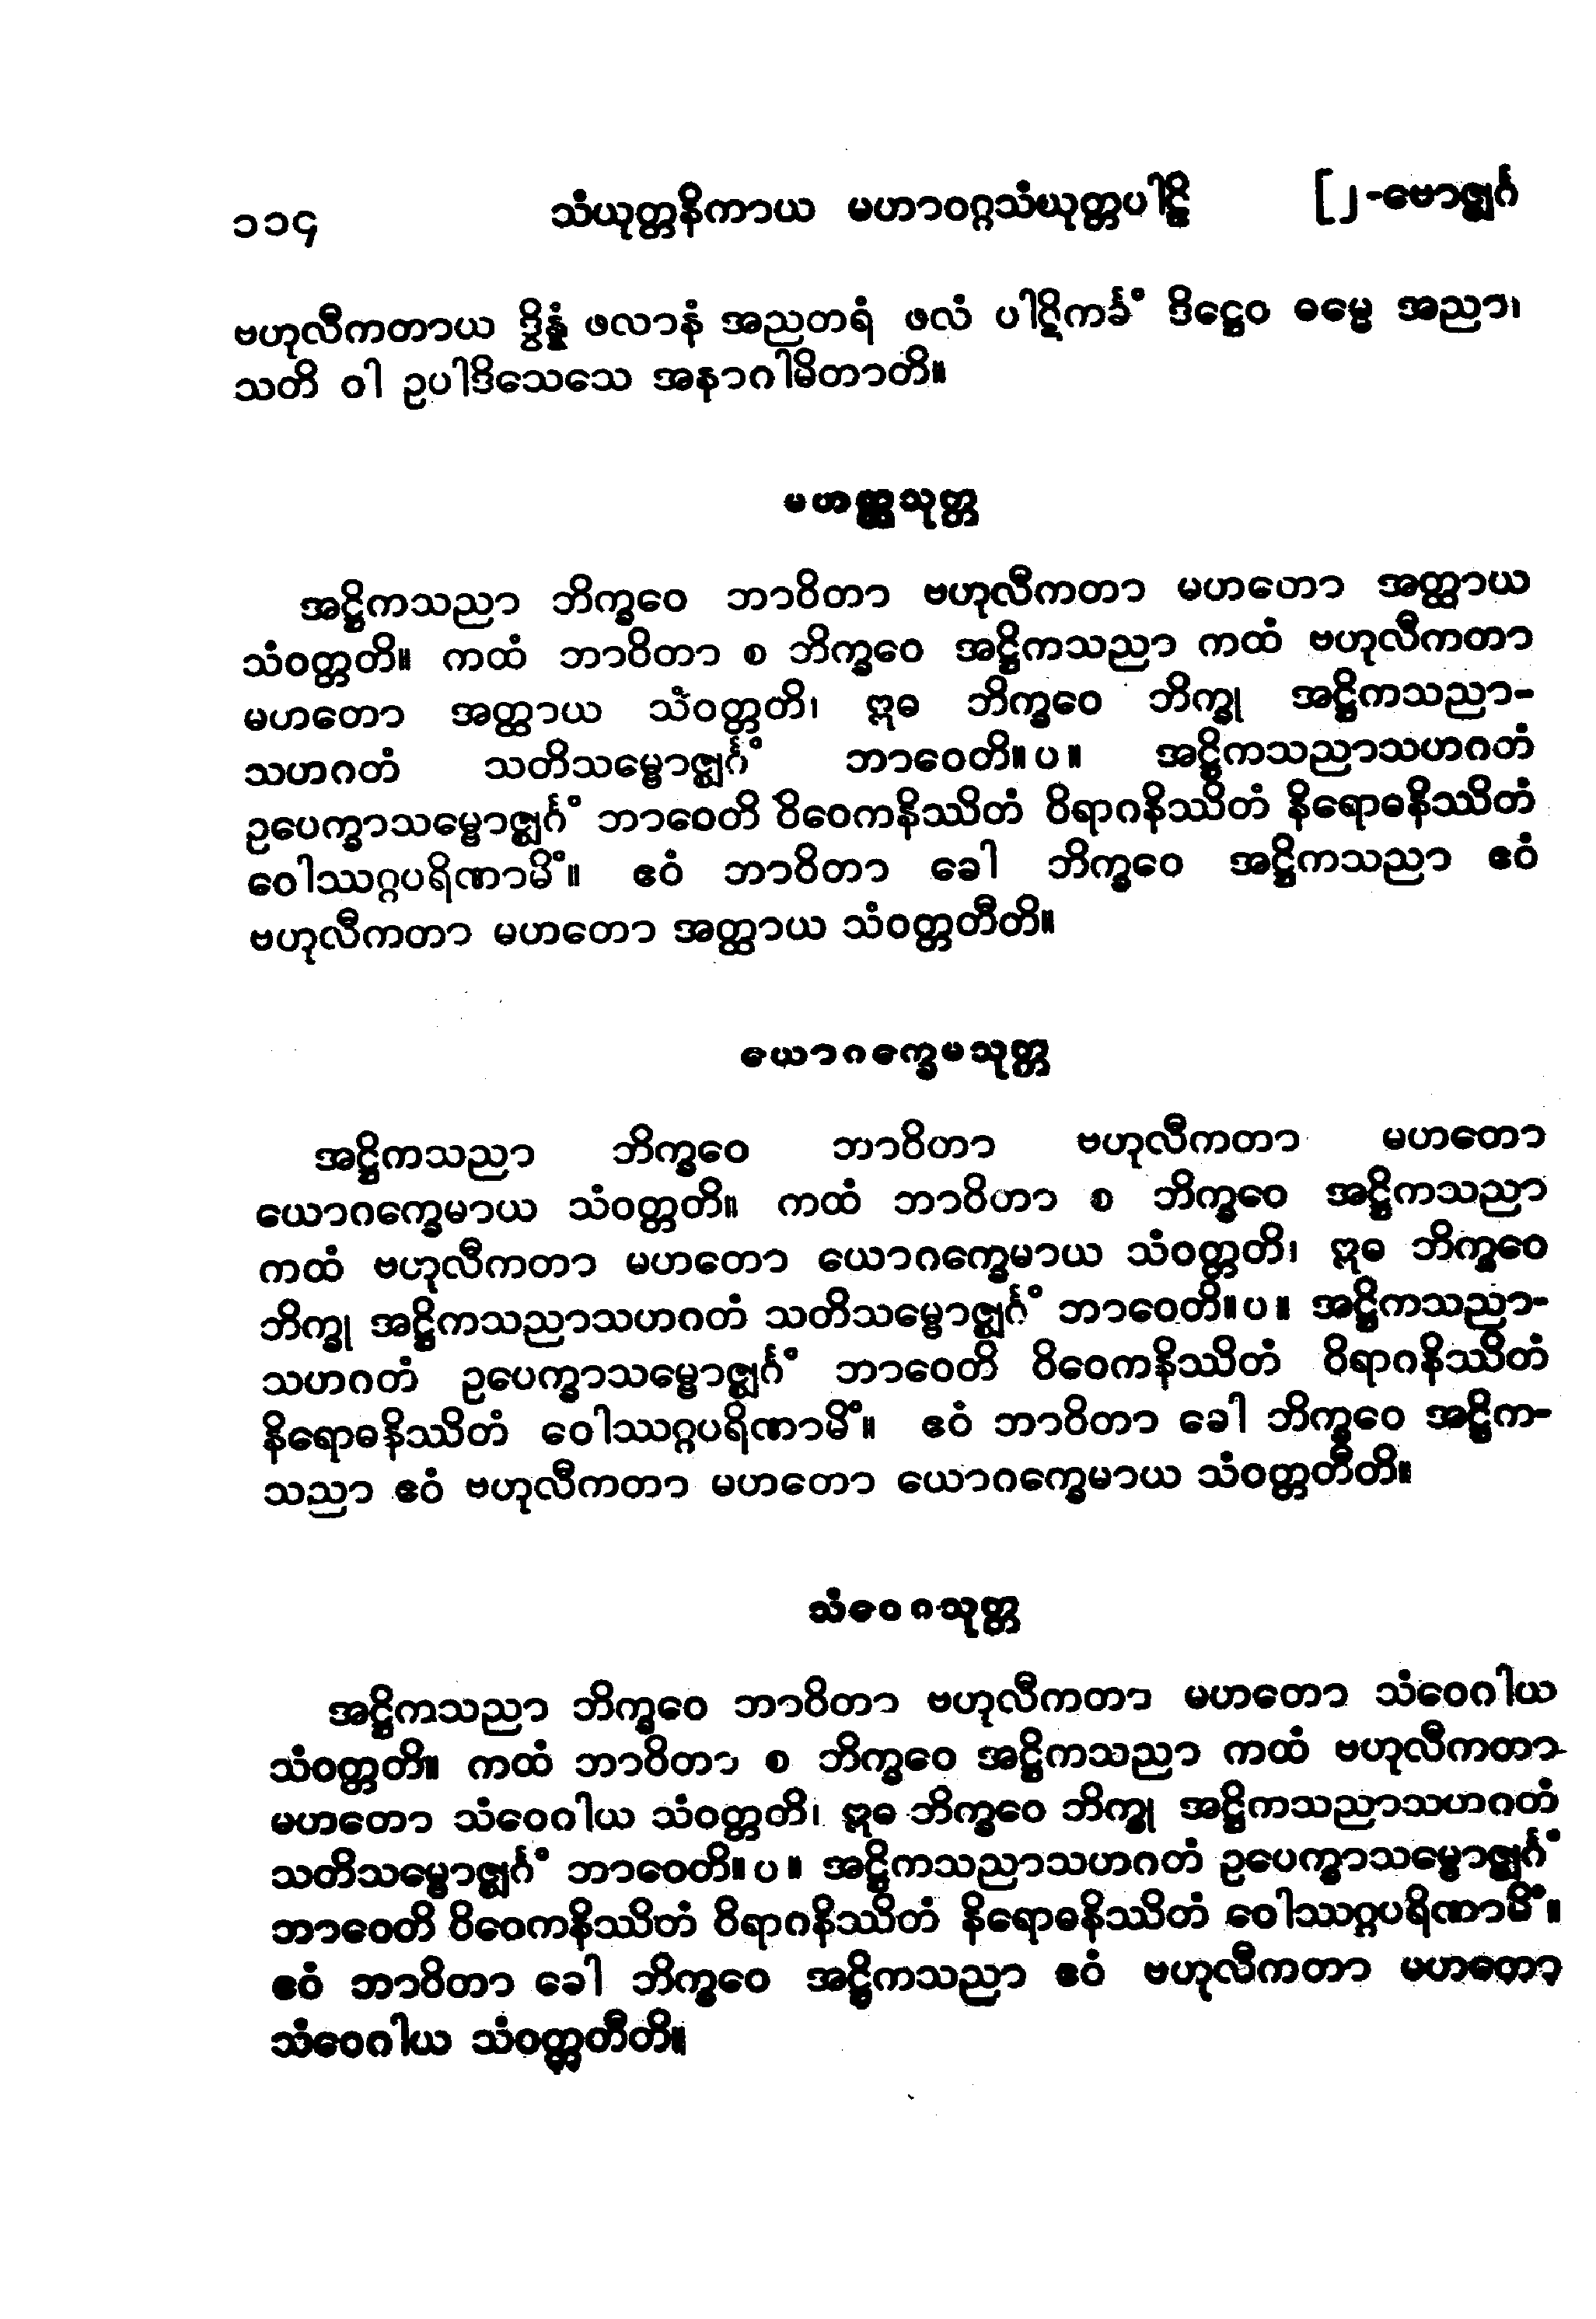 ၁၁၄ သံယုတ္တနိကာယ မဟာဝဂ္ဂသံယုတ္တပါဠိ [၂-ဗောဇ္ဈင်္ဂ
ဗဟုလီကတာယ ဒွိန္နံ ဖလာနံ အညတရံ ဖလံ ပါဋိကင်္ခံ ဒိဋ္ဌေဝ ဓမ္မေ အညာ၊
သတိ ဝါ ဥပါဒိသေသေ အနာဂါမိတာတိ။
မဟတ္ထသုတ္တ
အဋ္ဌိကသညာ ဘိက္ခဝေ ဘာဝိတာ ဗဟုလီကတာ မဟတော အတ္ထာယ
သံဝတ္တတိ။ ကထံ ဘာဝိတာ စ ဘိက္ခဝေ အဋ္ဌိကသညာ ကထံ ဗဟုလီကတာ
မဟတော အတ္ထာယ သံဝတ္တတိ၊ ဣဓ ဘိက္ခဝေ ဘိက္ခု အဋ္ဌိကသညာ-
သဟဂတံ သတိသမ္ဗောဇ္ဈင်္ဂံ ဘာဝေတိ။ပ။ အဋ္ဌိကသညာသဟဂတံ
ဥပေက္ခာသမ္ဗောဇ္ဈင်္ဂံ ဘာဝေတိ ဝိဝေကနိဿိတံ ဝိရာဂနိဿိတံ နိရောဓနိဿိတံ
ဝေါဿဂ္ဂပရိဏာမိံ။ ဧဝံ ဘာဝိတာ ခေါ ဘိက္ခဝေ အဋ္ဌိကသညာ ဧဝံ
ဗဟုလီကတာ မဟတော အတ္ထာယ သံဝတ္တတီတိ။
ယောဂက္ခေမသုတ္တ
အဋ္ဌိကသညာ ဘိက္ခဝေ ဘာဝိတာ ဗဟုလီကတာ မဟတော
ယောဂက္ခေမာယ သံဝတ္တတိ။ ကထံ ဘာဝိတာ စ ဘိက္ခဝေ အဋ္ဌိကသညာ
ကထံ ဗဟုလီကတာ မဟတော ယောဂက္ခေမာယ သံဝတ္တတိ၊ ဣဓ ဘိက္ခဝေ
ဘိက္ခု အဋ္ဌိကသညာသဟဂတံ သတိသမ္ဗောဇ္ဈင်္ဂံ ဘာဝေတိ။ပ။ အဋ္ဌိကသညာ-
သဟဂတံ ဥပေက္ခာသမ္ဗောဇ္ဈင်္ဂံ ဘာဝေတိ ဝိဝေကနိဿိတံ ဝိရာဂနိဿိတံ
နိရောဓနိဿိတံ ဝေါဿဂ္ဂပရိဏာမိံ။ ဧဝံ ဘာဝိတာ ခေါ ဘိက္ခဝေ အဋ္ဌိက-
သညာ ဧဝံ ဗဟုလီကတာ မဟတော ယောဂက္ခေမာယ သံဝတ္တတီတိ။
သံဝေဂသုတ္တ
အဋ္ဌိကသညာ ဘိက္ခဝေ ဘာဝိတာ ဗဟုလီကတာ မဟတော သံဝေဂါယ
သံဝတ္တတိ။ ကထံ ဘာဝိတာ စ ဘိက္ခဝေ အဋ္ဌိကသညာ ကထံ ဗဟုလီကတာ
မဟတော သံဝေဂါယ သံဝတ္တတိ၊ ဣဓ ဘိက္ခဝေ ဘိက္ခု အဋ္ဌိကသညာသဟဂတံ
သတိသမ္ဗောဇ္ဈင်္ဂံ ဘာဝေတိ။ပ။ အဋ္ဌိကသညာသဟဂတံ ဥပေက္ခာသမ္ဗောဇ္ဈင်္ဂံ
ဘာဝေတိ ဝိဝေကနိဿိတံ ဝိရာဂနိဿိတံ နိရောဓနိဿိတံ ဝေါဿဂ္ဂပရိဏာမိံ။
ဧဝံ ဘာဝိတာ ခေါ ဘိက္ခဝေ အဋ္ဌိကသညာ ဧဝံ ဗဟုလီကတာ မဟတော
သံဝေဂါယ သံဝတ္တတီတိ။